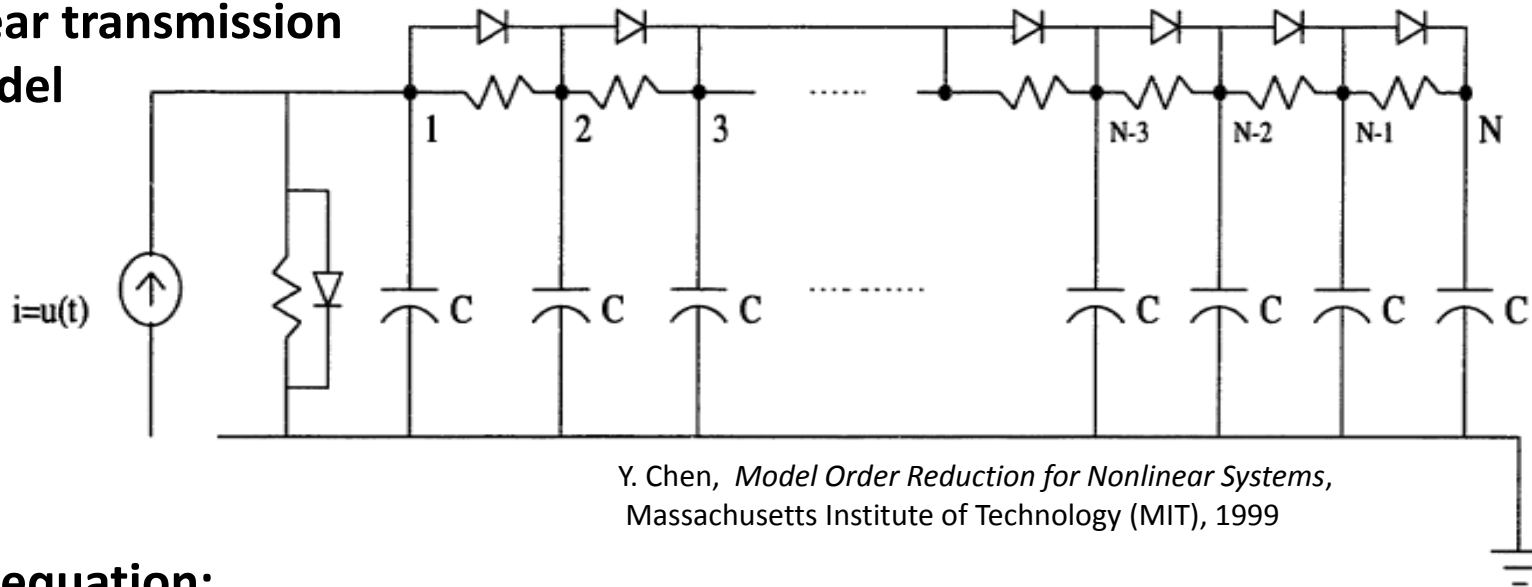 ear transmission
del
1
2
3
N-3
N-2
N-1
N
i=u(t)
C
C
C
C
C
C
C
Y. Chen, Model Order Reduction for Nonlinear Systems,
Massachusetts Institute of Technology (MIT), 1999
equation: